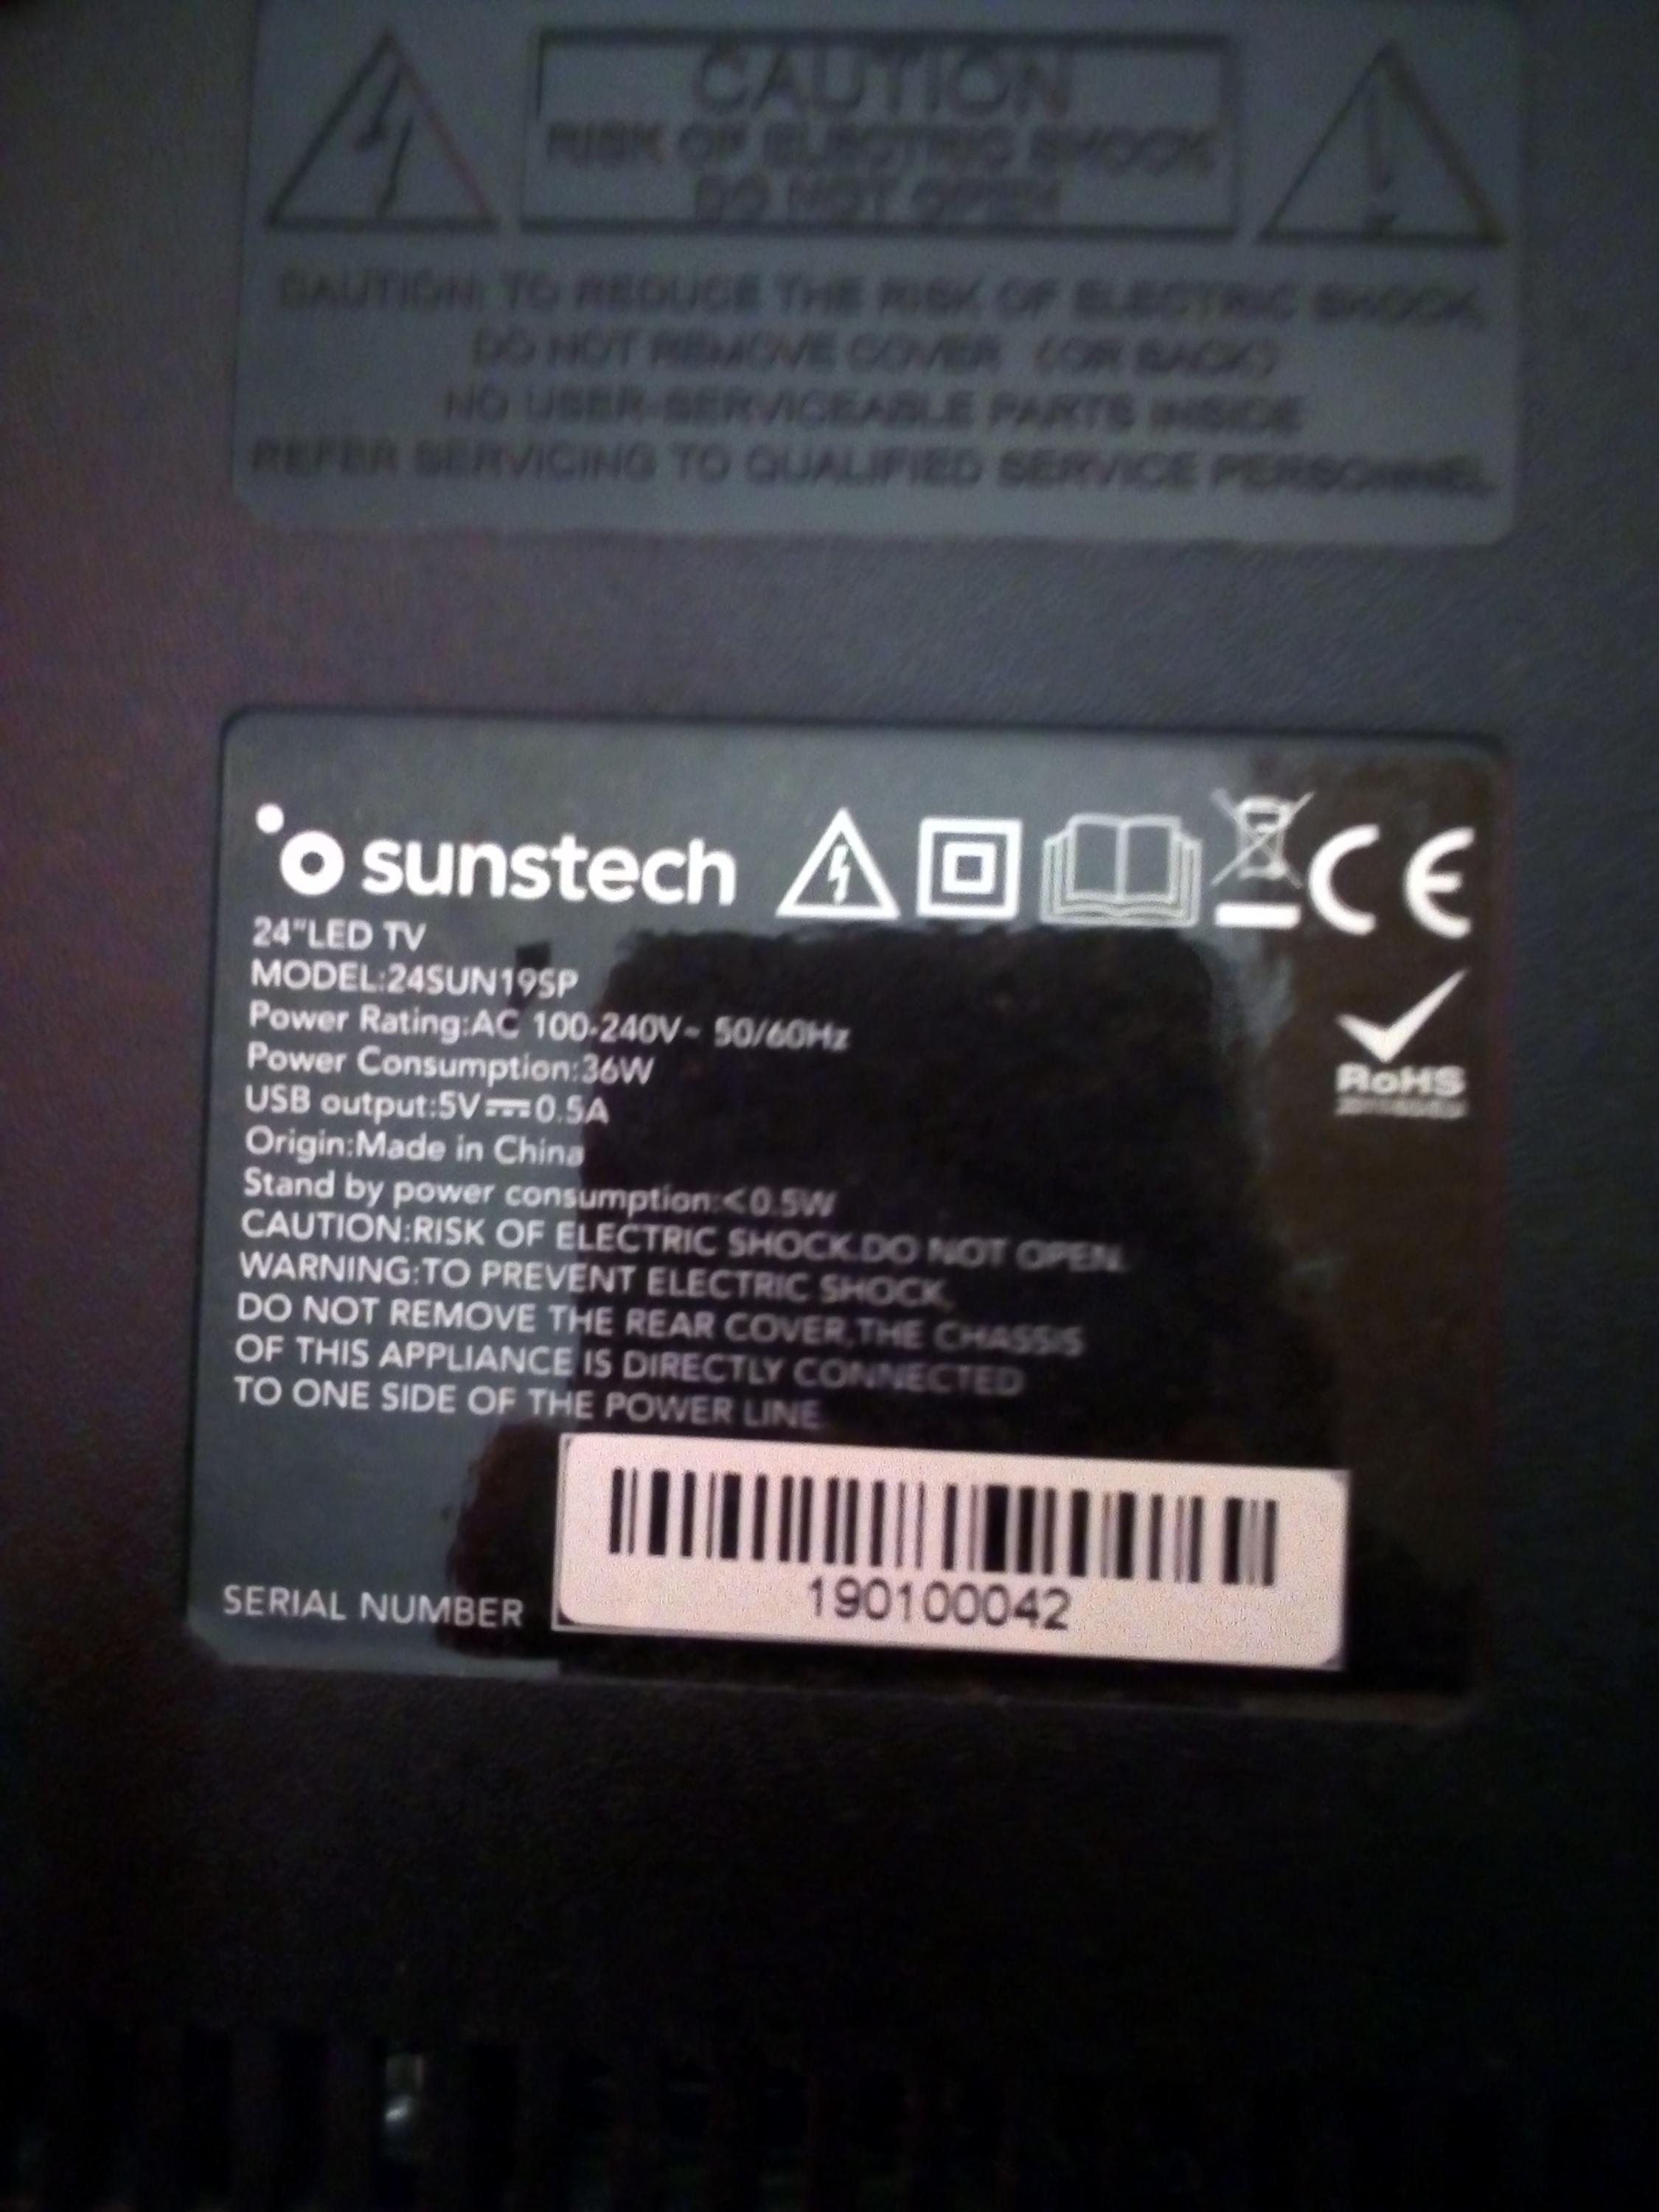 CAUTION
RISK OF ELECTRIC SHOCK
DO NOT OPEN
CAUTION: TO REDUCE THE RISK OF ELECTRIC SHOCK,
DO NOT REMOVE COVER (OR BACK)
NO USER-SERVICEABLE PARTS INSIDE
REFER SERVICING TO QUALIFIED SERVICE PERSONNEL
sunstech CE
24"LED TV
MODEL:24SUN19SP
Power Rating:AC 100-240V~ 50/60Hz
Power Consumption:36W
RoHS
USB output:5V⎓0.5A
Origin:Made in China
Stand by power consumption:<0.5W
CAUTION:RISK OF ELECTRIC SHOCK.DO NOT OPEN.
WARNING:TO PREVENT ELECTRIC SHOCK,
DO NOT REMOVE THE REAR COVER,THE CHASSIS
OF THIS APPLIANCE IS DIRECTLY CONNECTED
TO ONE SIDE OF THE POWER LINE
SERIAL NUMBER 190100042